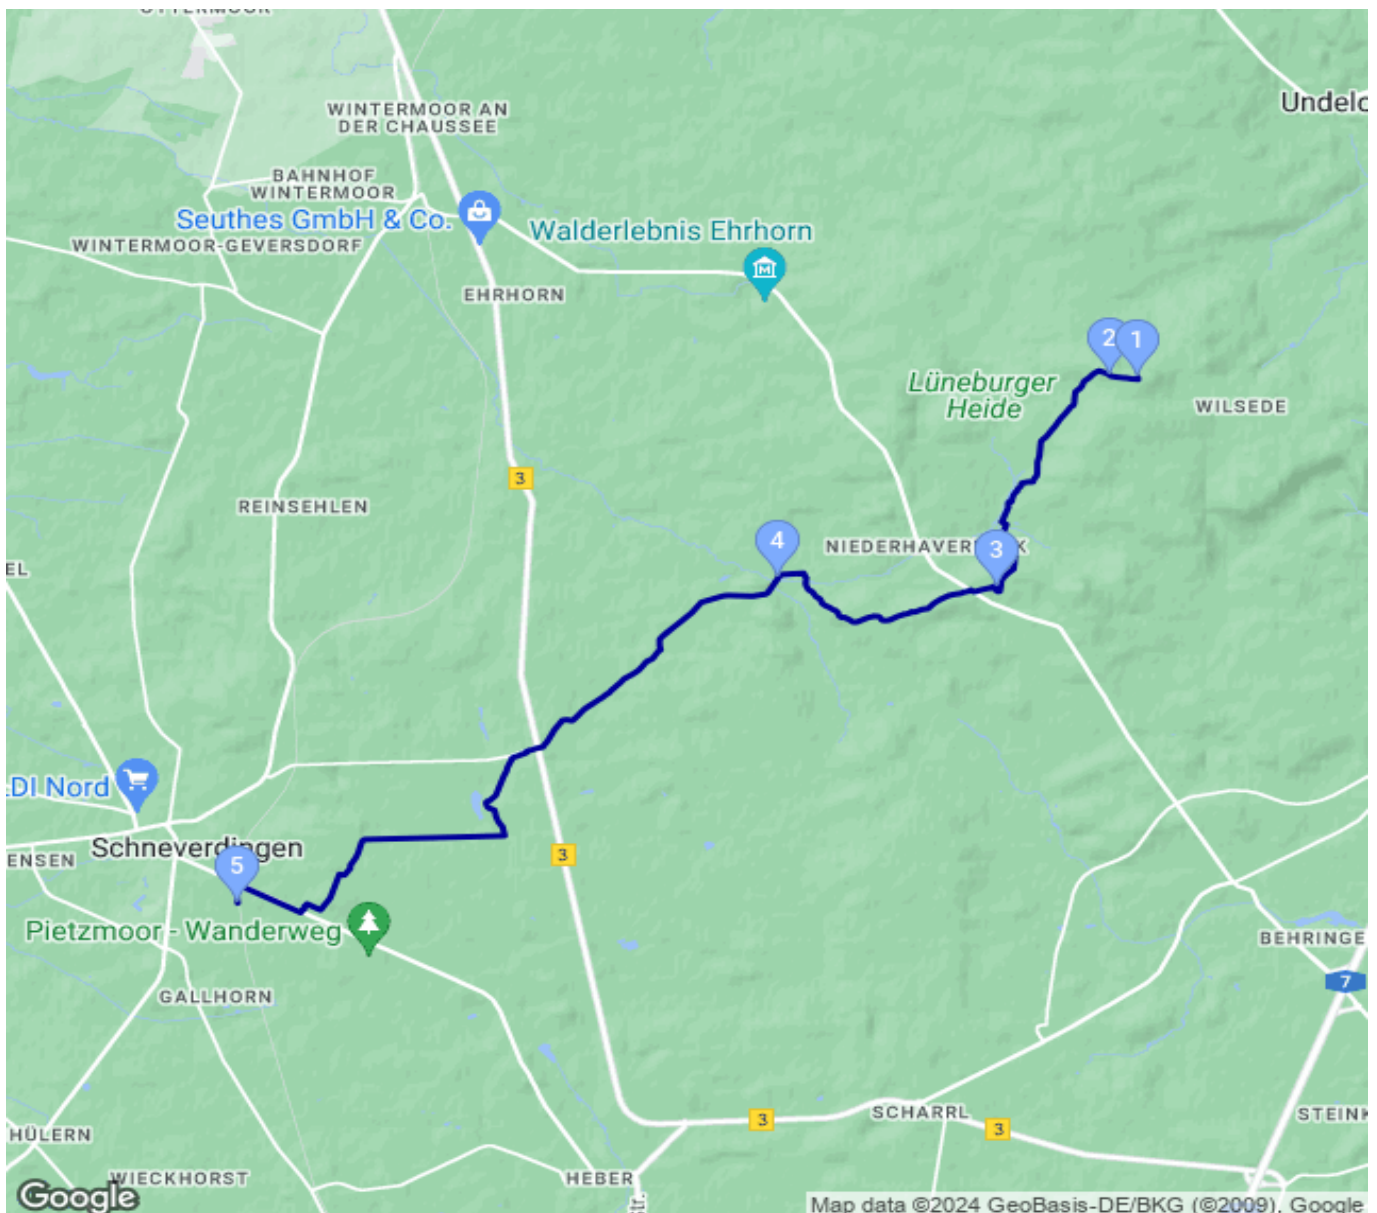 WINTERMOOR AN
DER CHAUSSEE
BAHNHOF
WINTERMOOR
Seuthes GmbH & Co.
WINTERMOOR-GEVERSDORF
Walderlebnis Ehrhorn
Undelo
EHRHORN
2
1
Lüneburger
Heide
WILSEDE
3
REINSEHLEN
4
3
EL
LDI Nord
Schneverdingen
ENSEN
5
3
Pietzmoor - Wanderweg
BEHRINGE
7
GALLHORN
SCHARRL
3
3
STEINK
HÜLERN
WIECKHORST
HEBER
St.
Google
Map data ©2024 GeoBasis-DE/BKG (©2009), Google